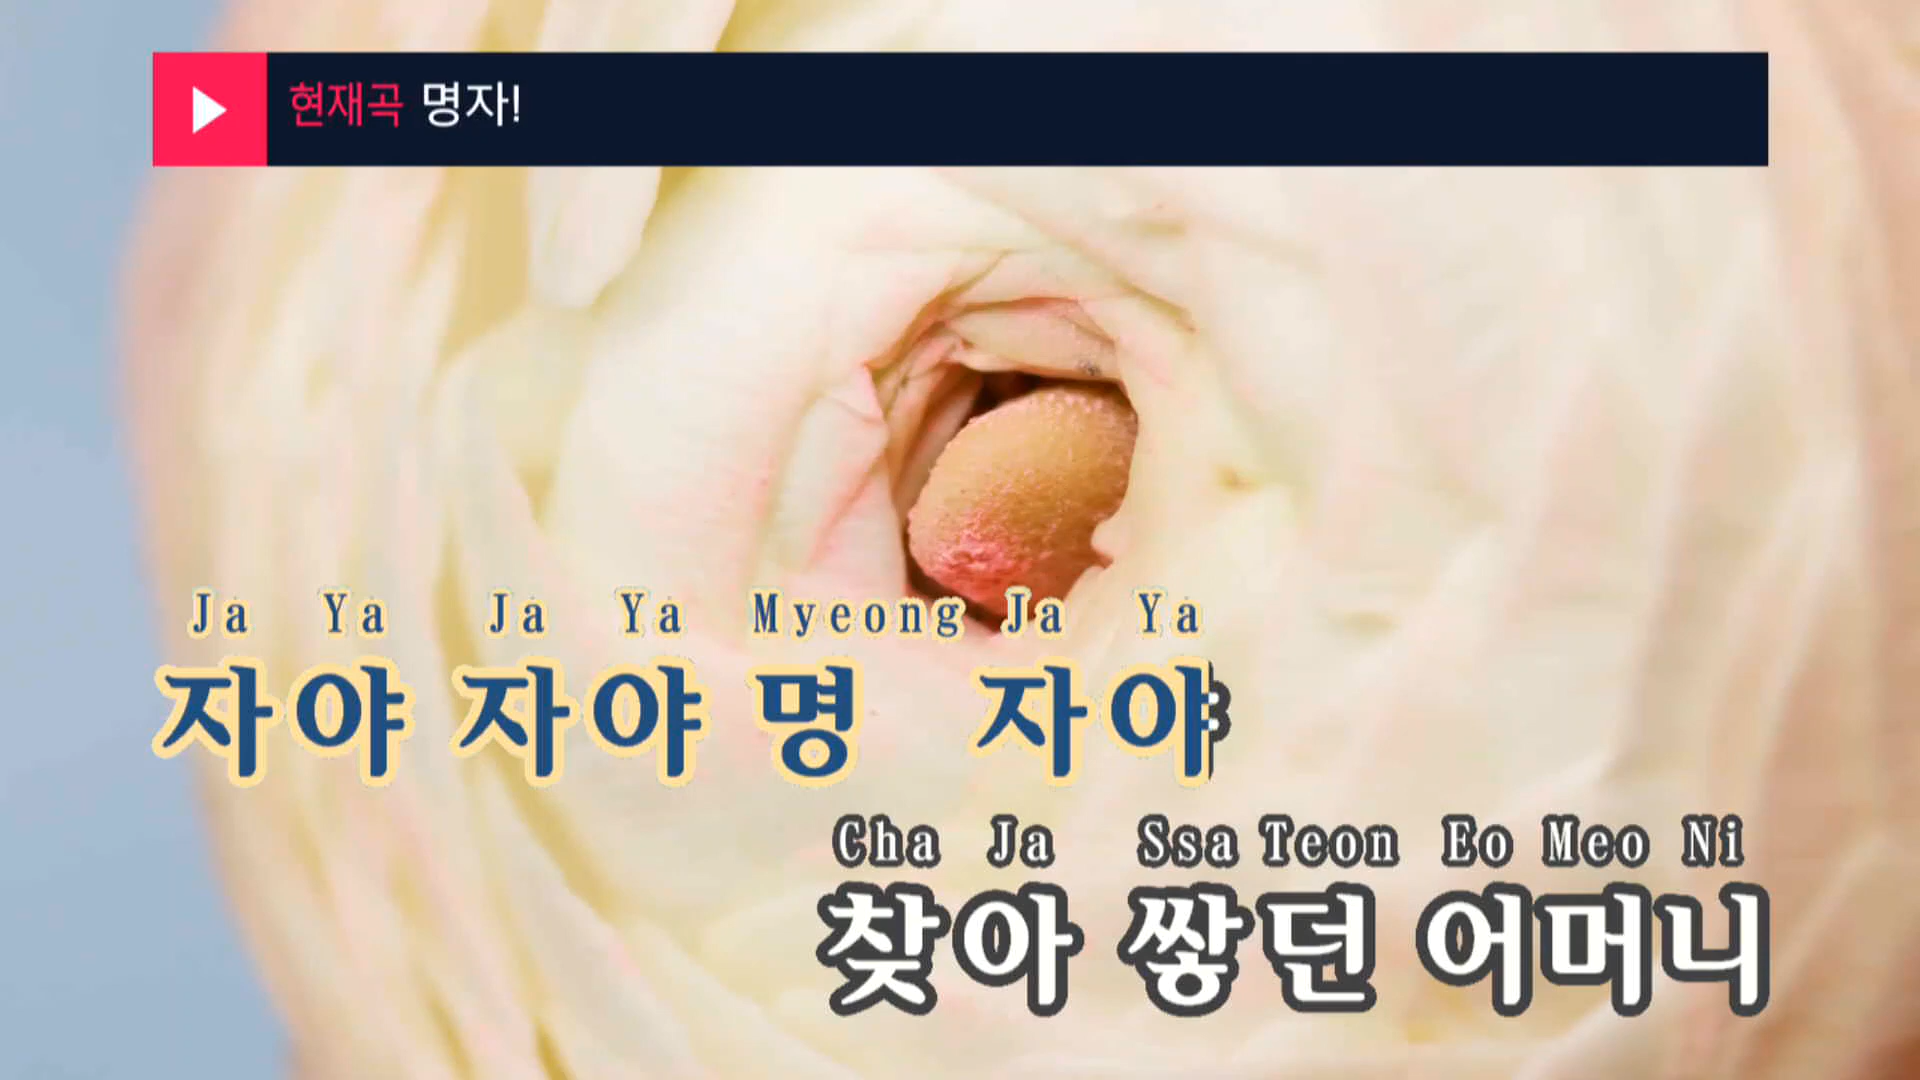 현재곡 명자!
Ja Ya Ja Ya Myeong Ja Ya
자야 자야 명 자야
Cha Ja Ssa Teon Eo Meo Ni
찾아 쌓던 어머니